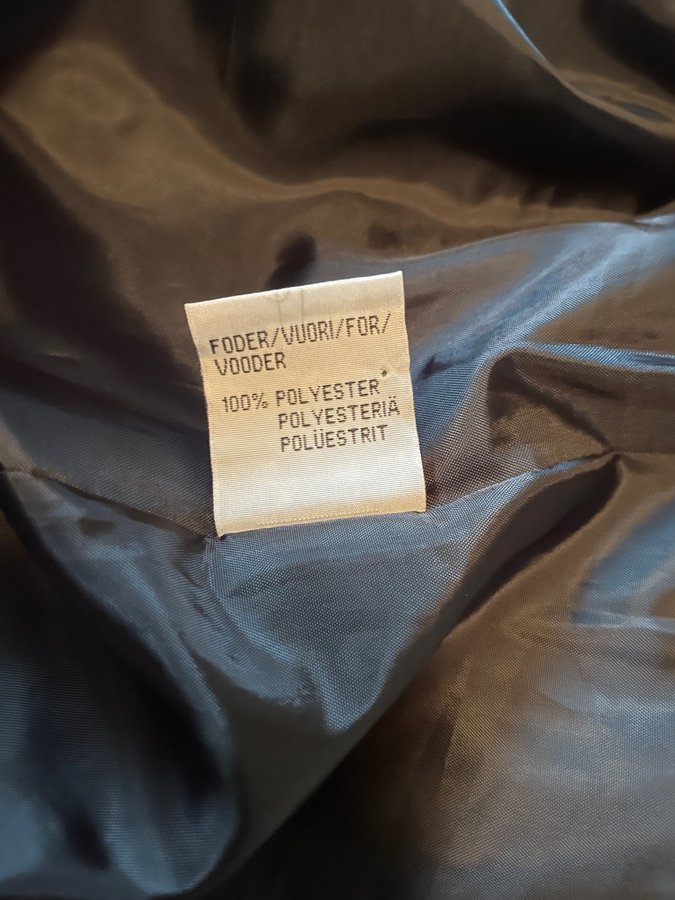 FODER/VUORI/FOR/
VOODER
100% POLYESTER
POLYESTERIÄ
POLÜESTRIT